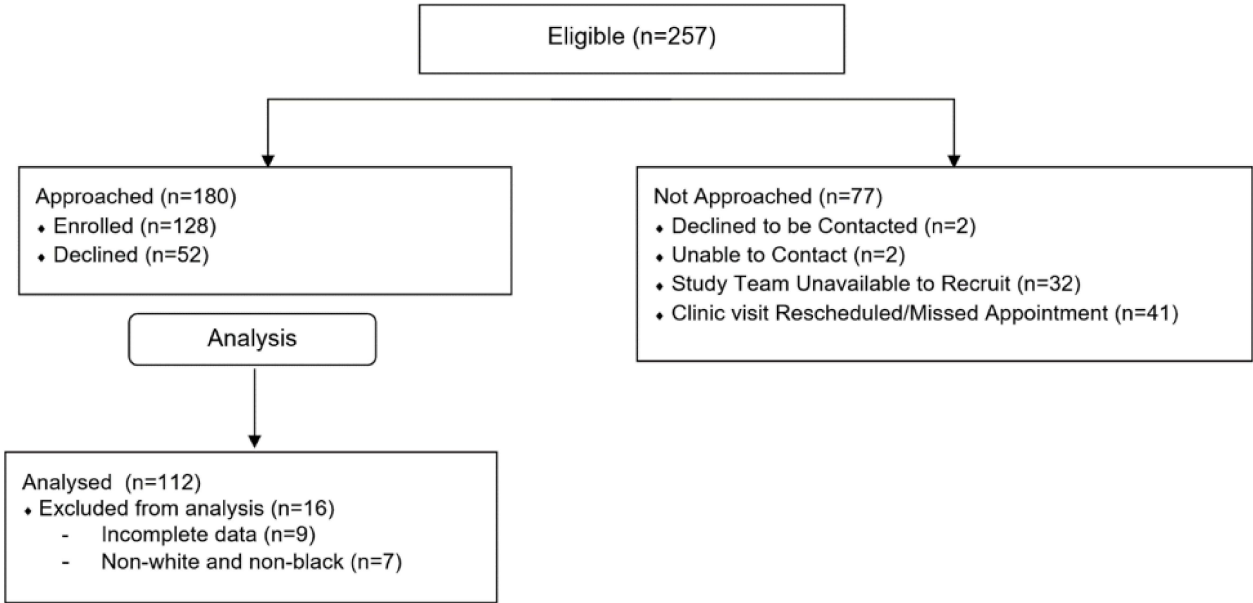 Eligible (n=257)
Approached (n=180)
⬧ Enrolled (n=128)
⬧ Declined (n=52)
Not Approached (n=77)
⬧ Declined to be Contacted (n=2)
⬧ Unable to Contact (n=2)
⬧ Study Team Unavailable to Recruit (n=32)
⬧ Clinic visit Rescheduled/Missed Appointment (n=41)
Analysis
Analysed (n=112)
⬧ Excluded from analysis (n=16)
- Incomplete data (n=9)
- Non-white and non-black (n=7)